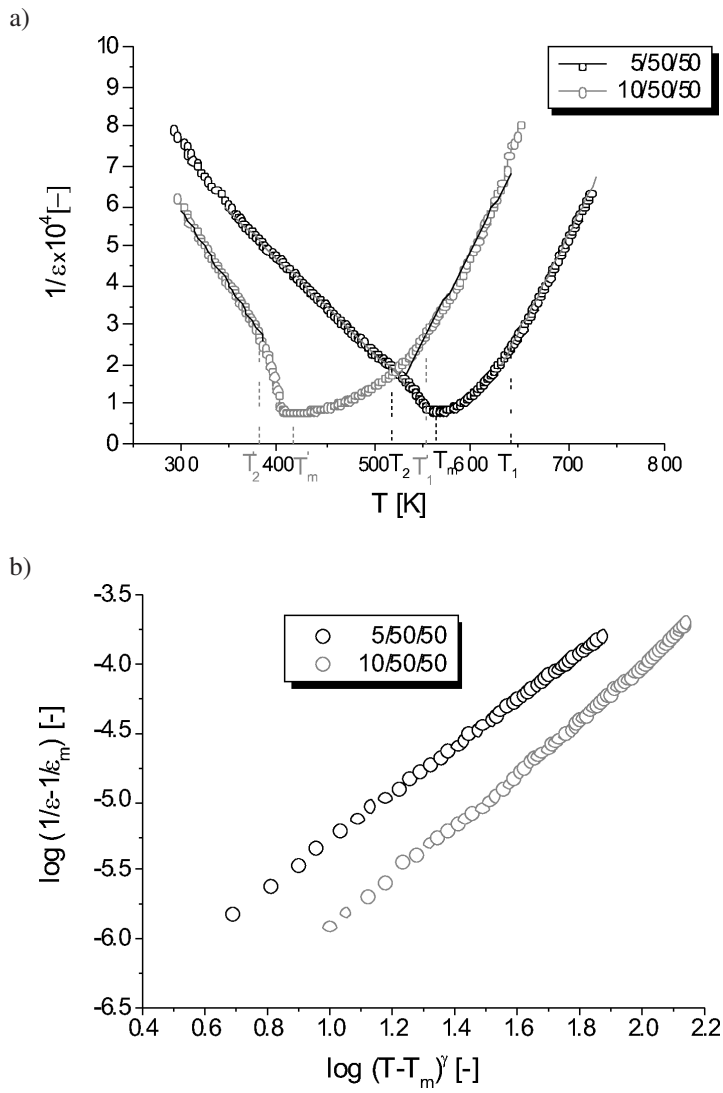 a)
10
9
8
7
6
5
4
3
2
1
0
1/εx10⁴[–]
5/50/50
10/50/50
300 400 500 600 700 800
T₂ Tₘ T₂ T₁ Tₘ T₁
T [K]
b)
-3.5
-4.0
-4.5
-5.0
-5.5
-6.0
-6.5
log (1/ε-1/εₘ) [-]
5/50/50
10/50/50
0.4 0.6 0.8 1.0 1.2 1.4 1.6 1.8 2.0 2.2
log (T-Tₘ)^γ [-]